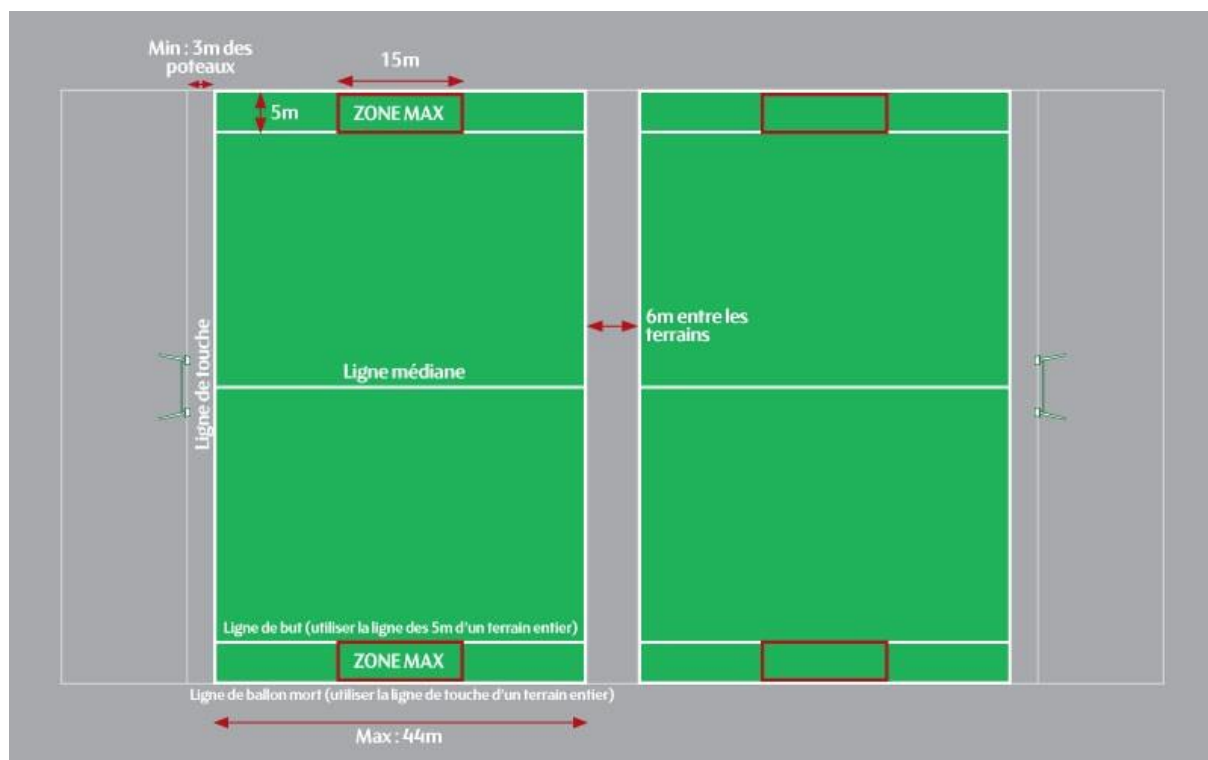 Min : 3m des
poteaux
15m
5m
ZONE MAX
Ligne de touche
6m entre les
terrains
Ligne médiane
Ligne de but (utiliser la ligne des 5m d'un terrain entier)
ZONE MAX
Ligne de ballon mort (utiliser la ligne de touche d'un terrain entier)
Max : 44m